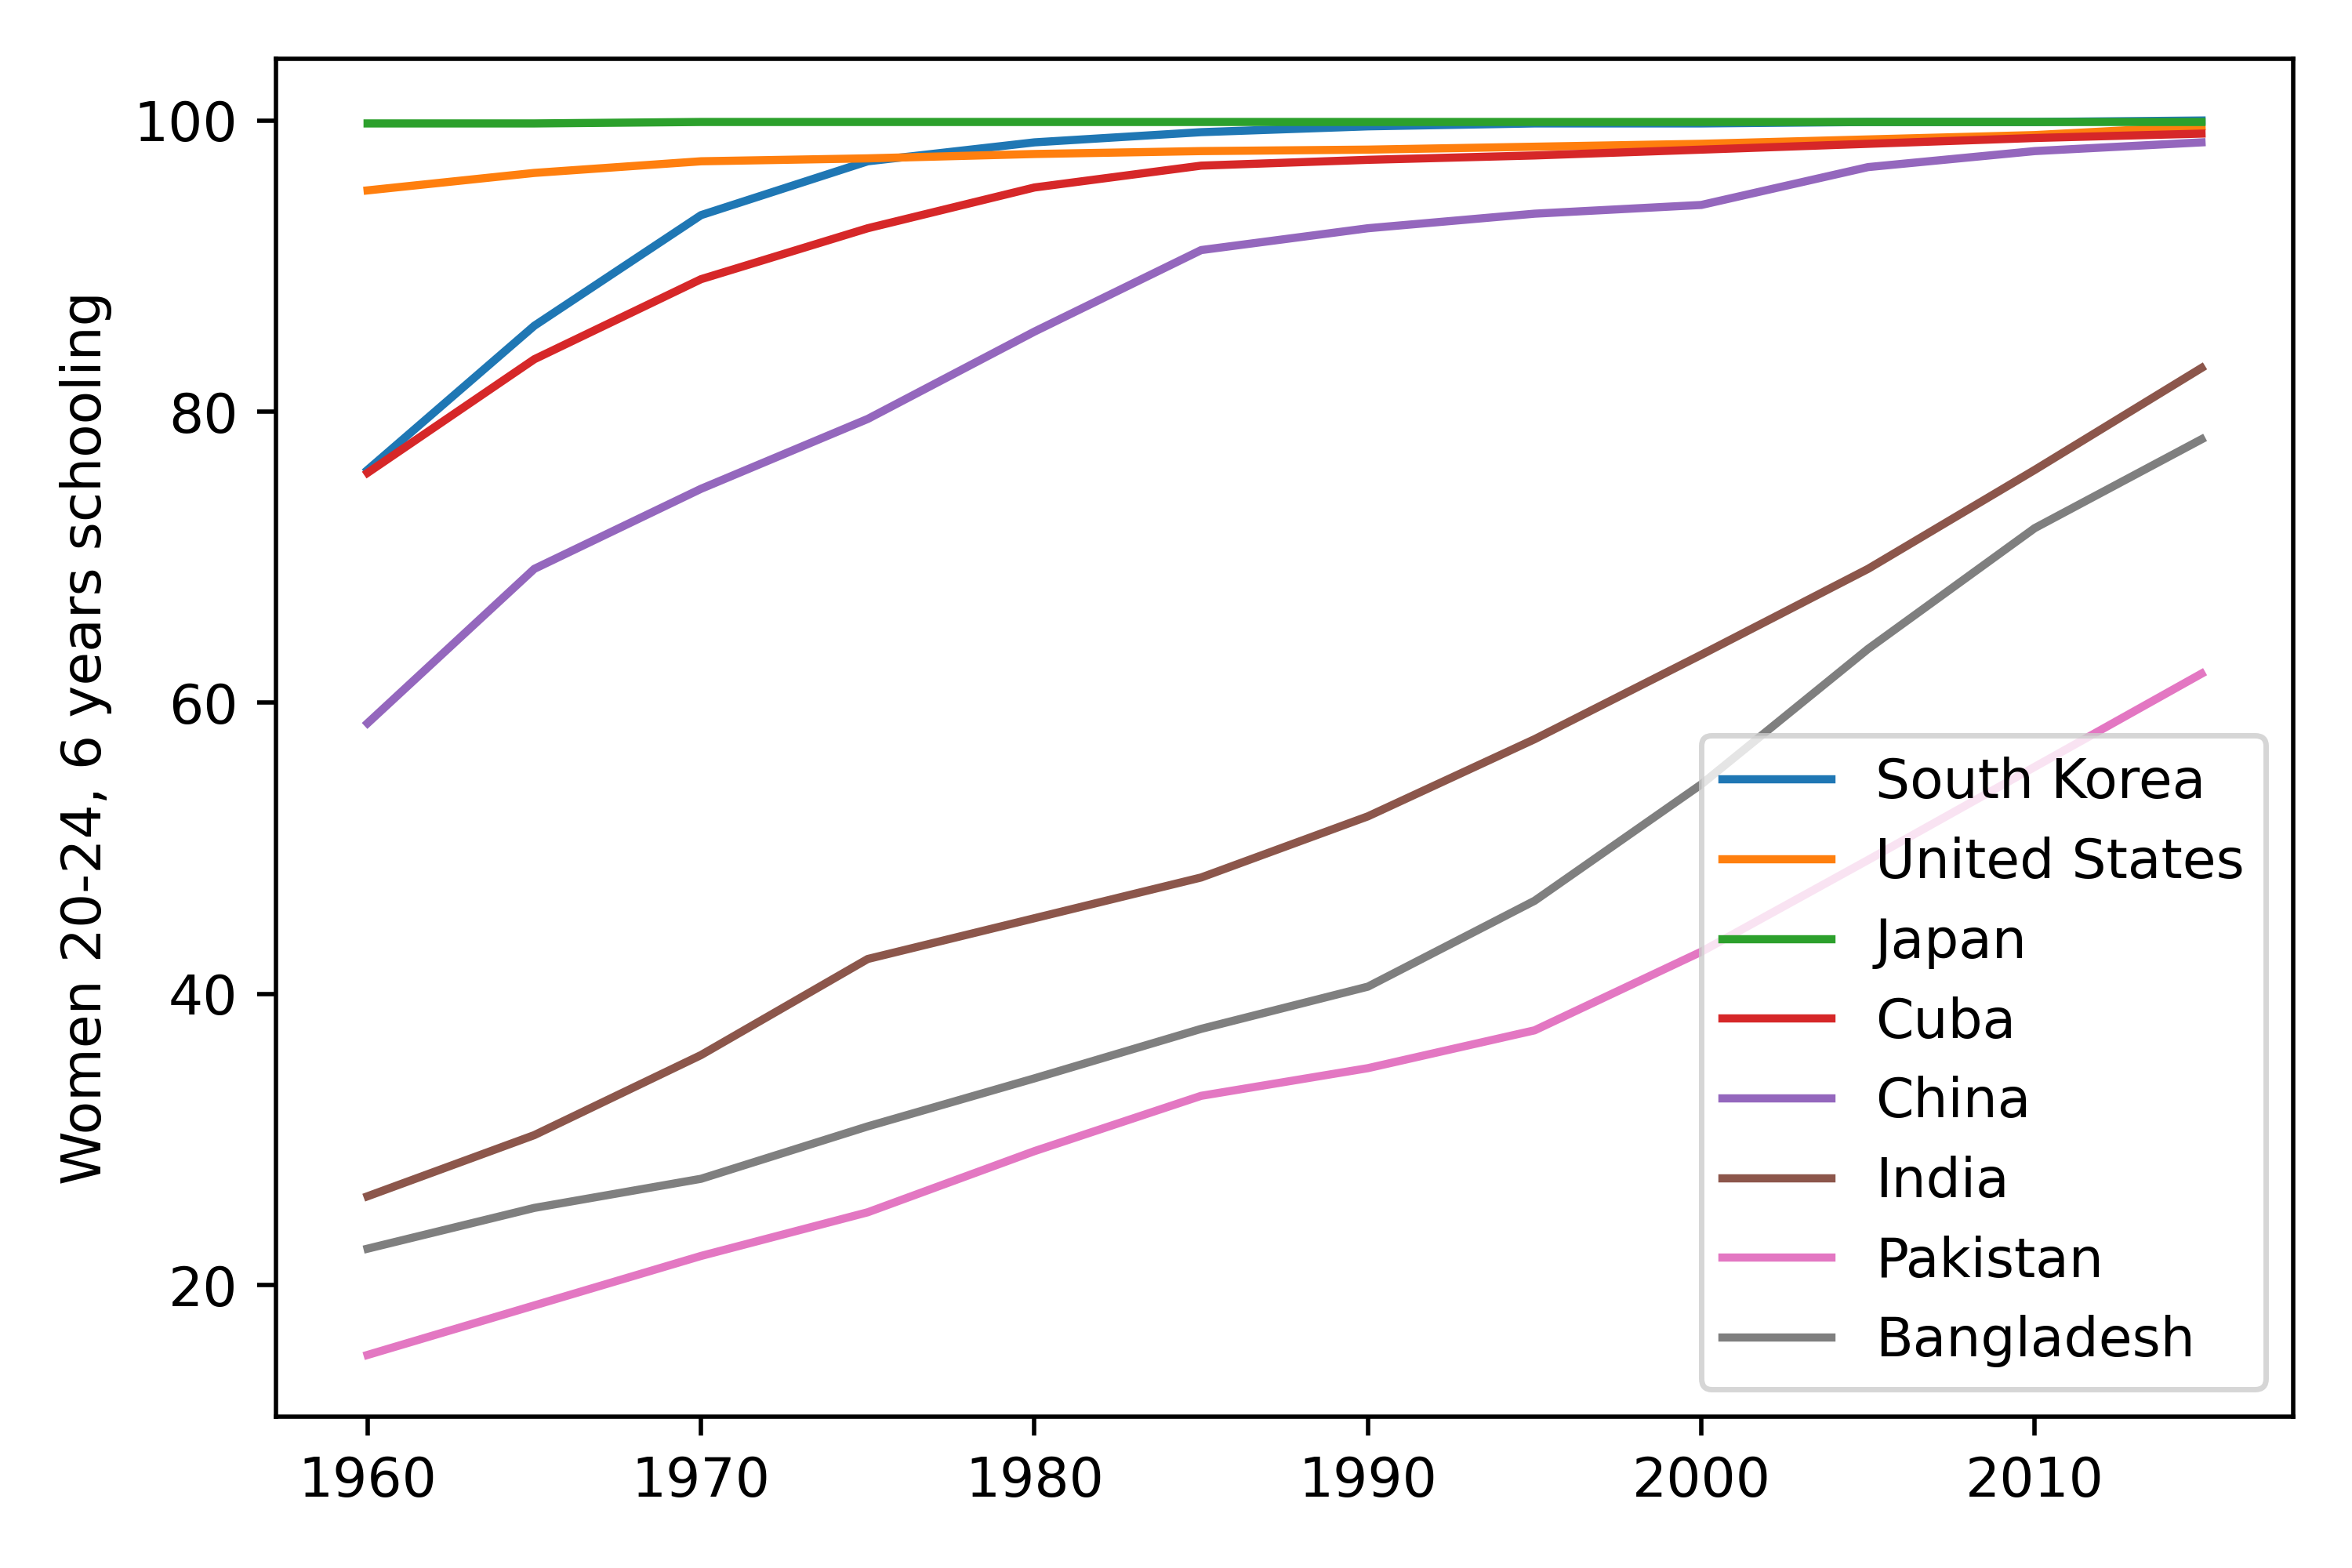 Women 20-24, 6 years schooling
100
80
60
40
20
1960 1970 1980 1990 2000 2010
South Korea
United States
Japan
Cuba
China
India
Pakistan
Bangladesh